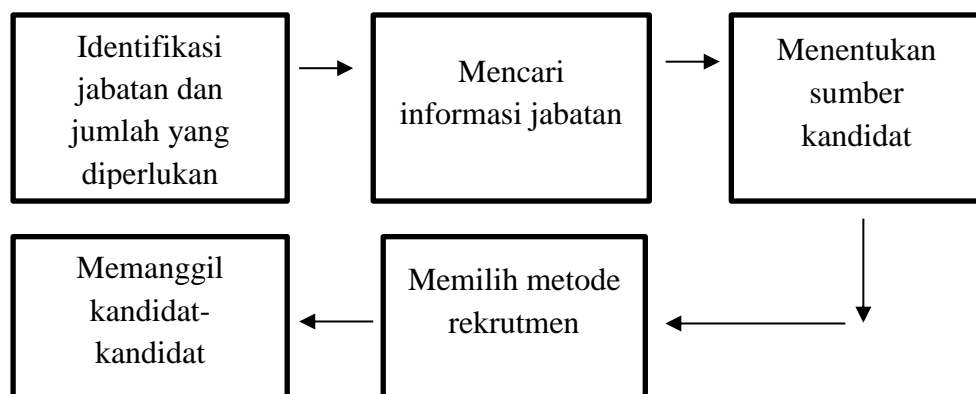 Identifikasi
jabatan dan
jumlah yang
diperlukan
Mencari
informasi jabatan
Menentukan
sumber
kandidat
Memilih metode
rekrutmen
Memanggil
kandidat-
kandidat